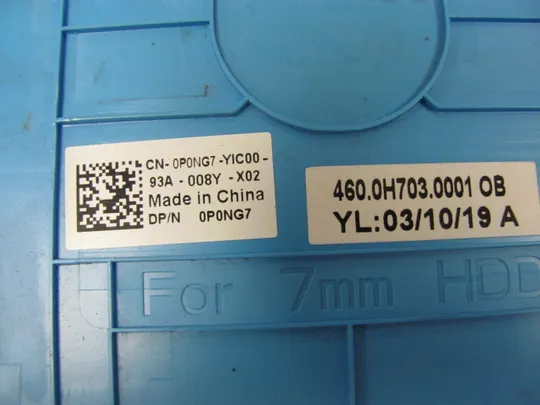 CN- 0P0NG7 -YIC00 -
93A - 008Y - X02
Made in China
DP/N 0P0NG7
460.0H703.0001 OB
YL:03/10/19 A
For 7mm HDD